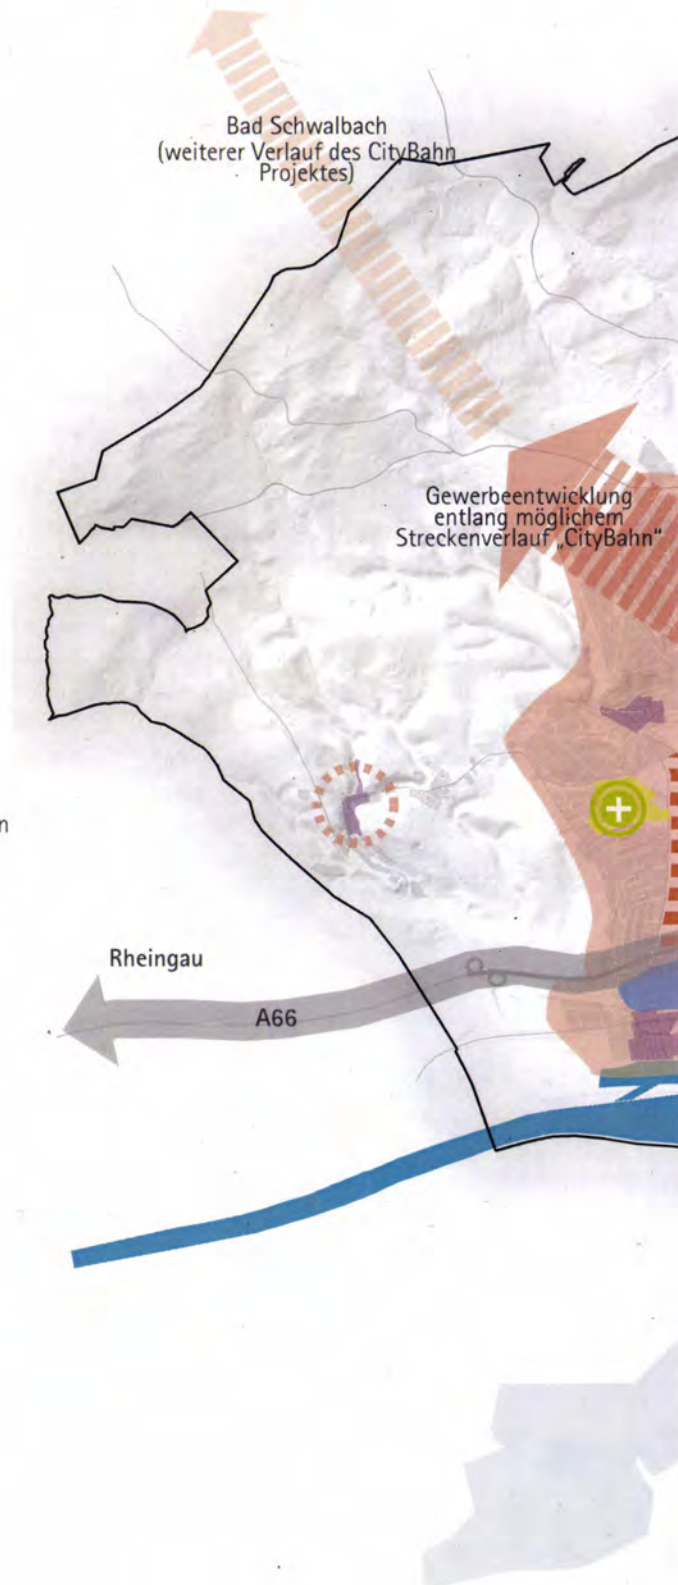 Bad Schwalbach
(weiterer Verlauf des CityBahn
Projektes)
Gewerbeentwicklung
entlang möglichem
Streckenverlauf „CityBahn“
n
Rheingau
A66